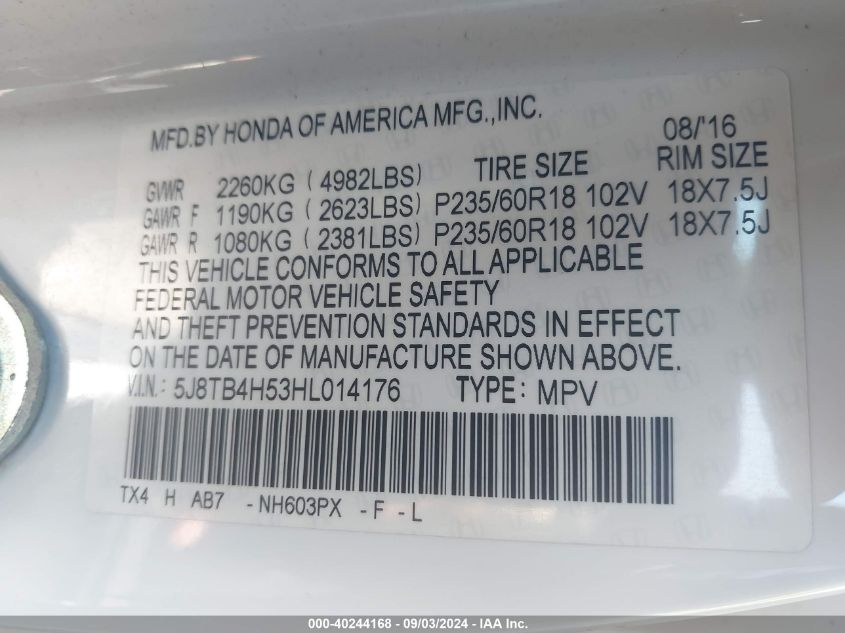 MFD.BY HONDA OF AMERICA MFG.,INC. 08/'16
GVWR 2260KG ( 4982LBS) TIRE SIZE RIM SIZE
GAWR F 1190KG ( 2623LBS) P235/60R18 102V 18X7.5J
GAWR R 1080KG ( 2381LBS) P235/60R18 102V 18X7.5J
THIS VEHICLE CONFORMS TO ALL APPLICABLE
FEDERAL MOTOR VEHICLE SAFETY
AND THEFT PREVENTION STANDARDS IN EFFECT
ON THE DATE OF MANUFACTURE SHOWN ABOVE.
V.I.N.: 5J8TB4H53HL014176 TYPE: MPV
TX4 H AB7 -NH603PX -F -L
000-40244168 - 09/03/2024 - IAA Inc.